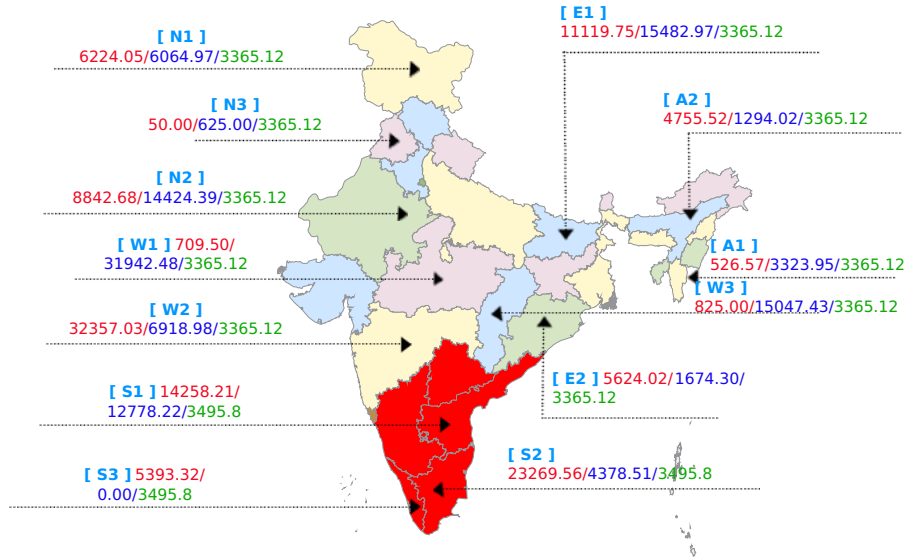 [ N1 ]
6224.05/6064.97/3365.12
[ E1 ]
11119.75/15482.97/3365.12
[ N3 ]
50.00/625.00/3365.12
[ A2 ]
4755.52/1294.02/3365.12
[ N2 ]
8842.68/14424.39/3365.12
[ W1 ] 709.50/
31942.48/3365.12
[ A1 ]
526.57/3323.95/3365.12
[ W3 ]
825.00/15047.43/3365.12
[ W2 ]
32357.03/6918.98/3365.12
[ E2 ] 5624.02/1674.30/
3365.12
[ S1 ] 14258.21/
12778.22/3495.8
[ S2 ]
23269.56/4378.51/3495.8
[ S3 ] 5393.32/
0.00/3495.8